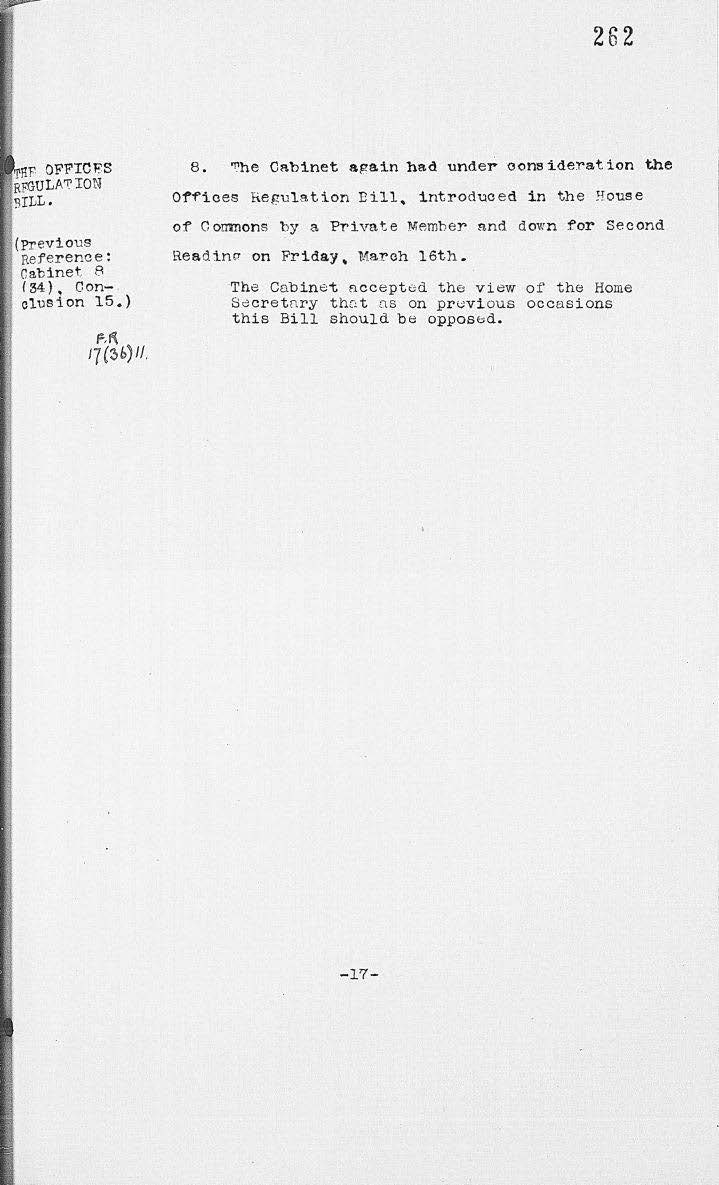 262
THE OFFICES
REGULATION
BILL.
(Previous
Reference:
Cabinet 8
(34), Con-
clusion 15.)
F.R
17(36)11.
8. The Cabinet again had under consideration the
Offices Regulation Bill, introduced in the House
of Commons by a Private Member and down for Second
Reading on Friday, March 16th.
The Cabinet accepted the view of the Home
Secretary that as on previous occasions
this Bill should be opposed.
-17-